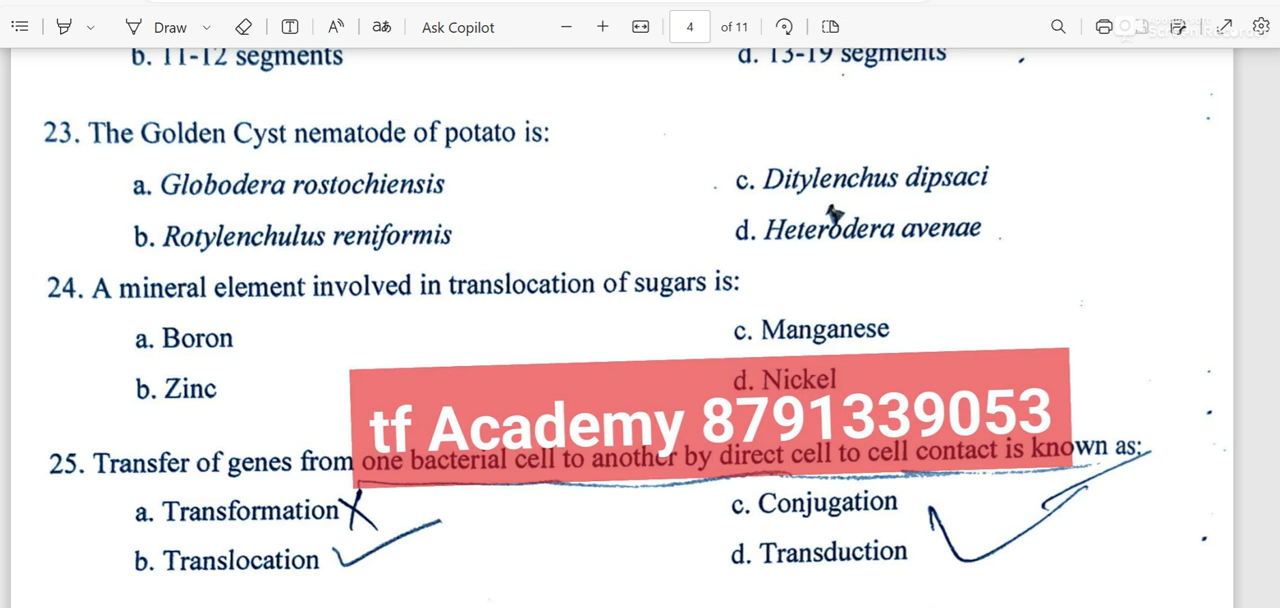 Draw
Ask Copilot
4 of 11
b. 11-12 segments
d. 13-19 segments
23. The Golden Cyst nematode of potato is:
a. Globodera rostochiensis
c. Ditylenchus dipsaci
b. Rotylenchulus reniformis
d. Heterodera avenae
24. A mineral element involved in translocation of sugars is:
a. Boron
c. Manganese
b. Zinc
d. Nickel
tf Academy 8791339053
25. Transfer of genes from one bacterial cell to another by direct cell to cell contact is known as:
a. Transformation
c. Conjugation
b. Translocation
d. Transduction